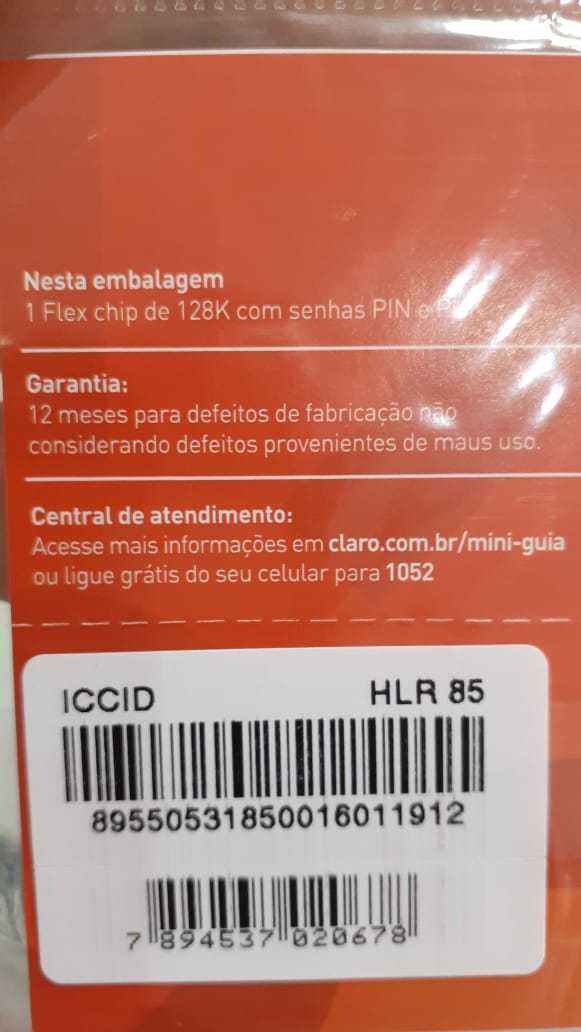 Nesta embalagem
1 Flex chip de 128K com senhas PIN e
Garantia:
12 meses para defeitos de fabricação não
considerando defeitos provenientes de maus uso.
Central de atendimento:
Acesse mais informações em claro.com.br/mini-guia
ou ligue grátis do seu celular para 1052
ICCID HLR 85
89550531850016011912
7 894537 020678